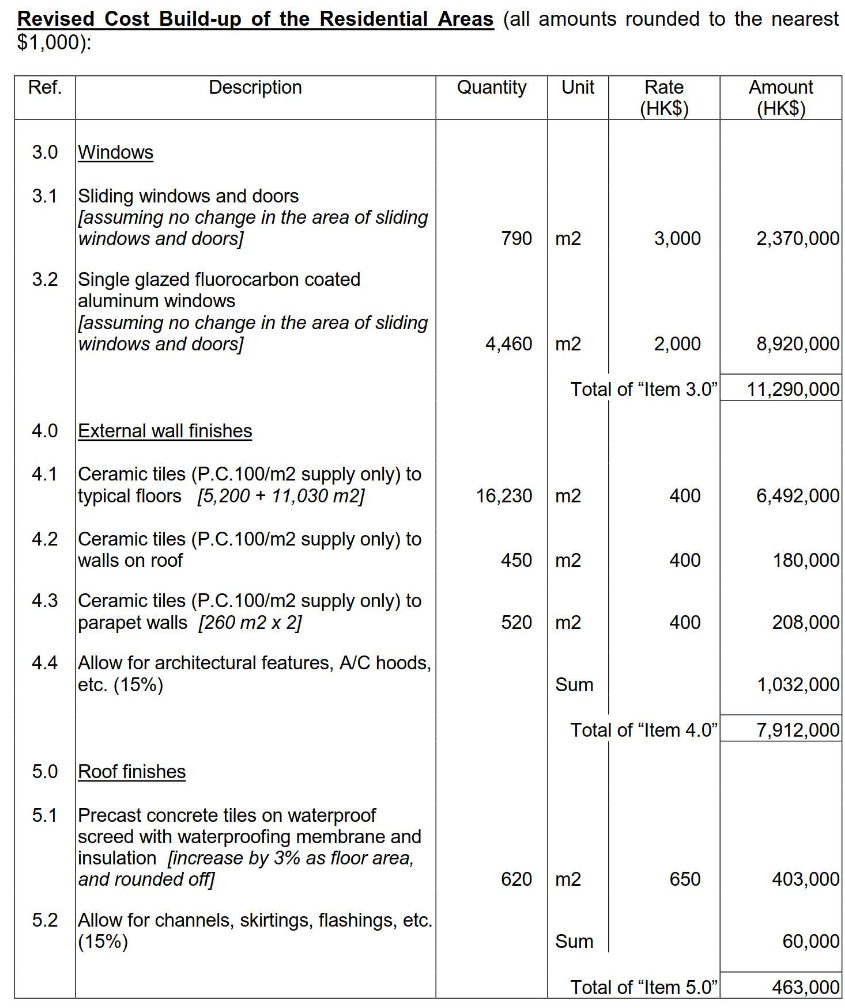 Revised Cost Build-up of the Residential Areas (all amounts rounded to the nearest
$1,000):
Ref. Description Quantity Unit Rate (HK$) Amount (HK$)
3.0 Windows
3.1 Sliding windows and doors
[assuming no change in the area of sliding
windows and doors] 790 m2 3,000 2,370,000
3.2 Single glazed fluorocarbon coated
aluminum windows
[assuming no change in the area of sliding
windows and doors] 4,460 m2 2,000 8,920,000
Total of “Item 3.0” 11,290,000
4.0 External wall finishes
4.1 Ceramic tiles (P.C.100/m2 supply only) to
typical floors [5,200 + 11,030 m2] 16,230 m2 400 6,492,000
4.2 Ceramic tiles (P.C.100/m2 supply only) to
walls on roof 450 m2 400 180,000
4.3 Ceramic tiles (P.C.100/m2 supply only) to
parapet walls [260 m2 x 2] 520 m2 400 208,000
4.4 Allow for architectural features, A/C hoods,
etc. (15%) Sum 1,032,000
Total of “Item 4.0” 7,912,000
5.0 Roof finishes
5.1 Precast concrete tiles on waterproof
screed with waterproofing membrane and
insulation [increase by 3% as floor area,
and rounded off] 620 m2 650 403,000
5.2 Allow for channels, skirtings, flashings, etc.
(15%) Sum 60,000
Total of “Item 5.0” 463,000